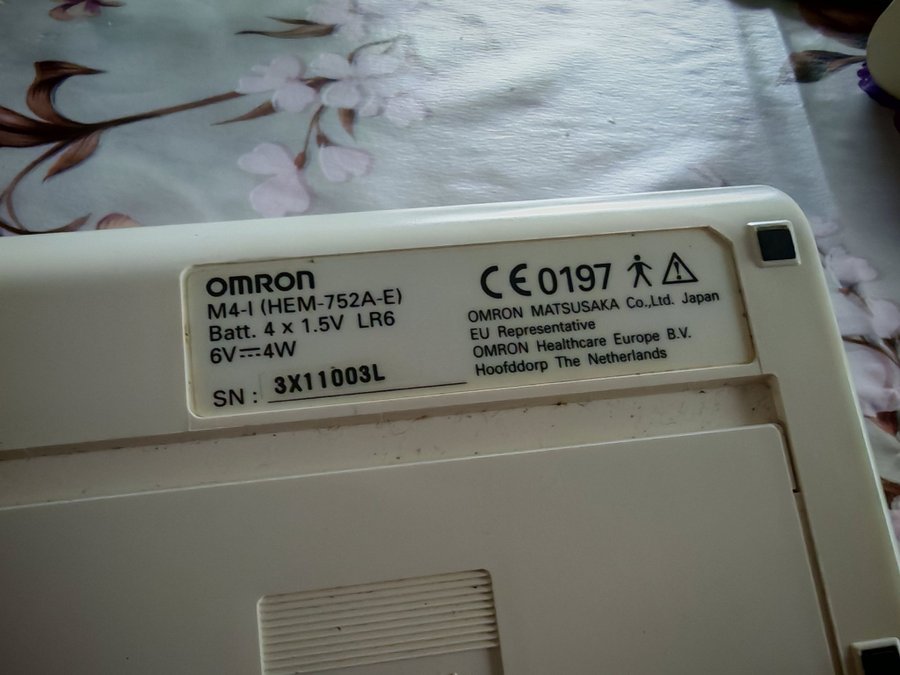 OMRON
M4-I (HEM-752A-E)
Batt. 4 x 1.5V LR6
6V⎓4W
SN : 3X11003L
CE 0197
OMRON MATSUSAKA Co.,Ltd. Japan
EU Representative
OMRON Healthcare Europe B.V.
Hoofddorp The Netherlands